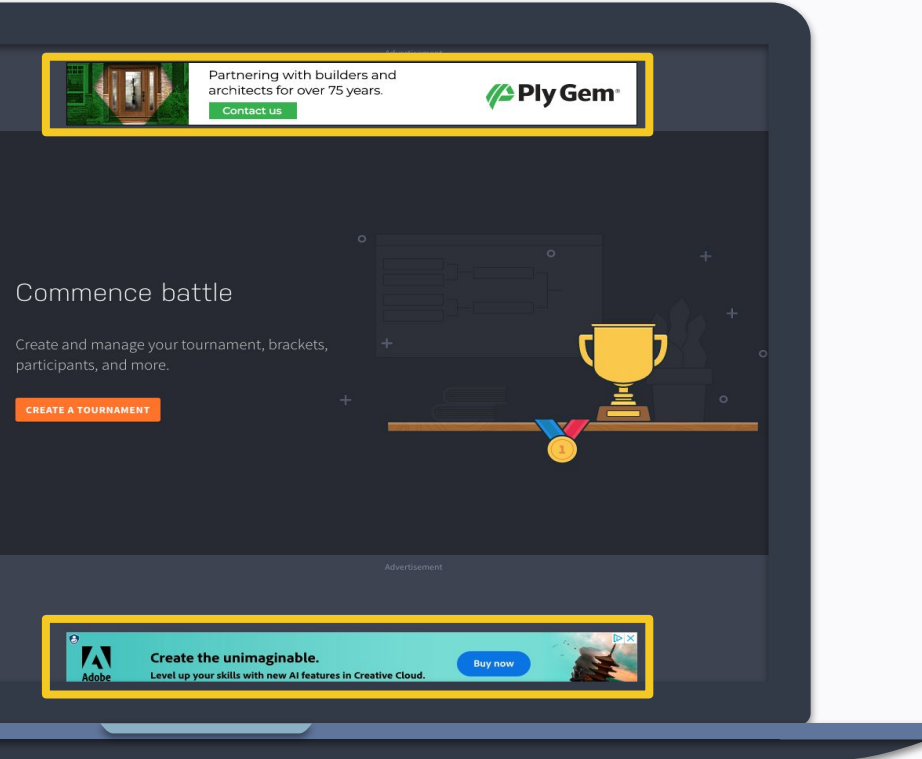 Advertisement
Partnering with builders and
architects for over 75 years.
Contact us
Ply Gem®
Commence battle
Create and manage your tournament, brackets,
participants, and more.
CREATE A TOURNAMENT
1
Advertisement
Adobe
Create the unimaginable.
Level up your skills with new AI features in Creative Cloud.
Buy now